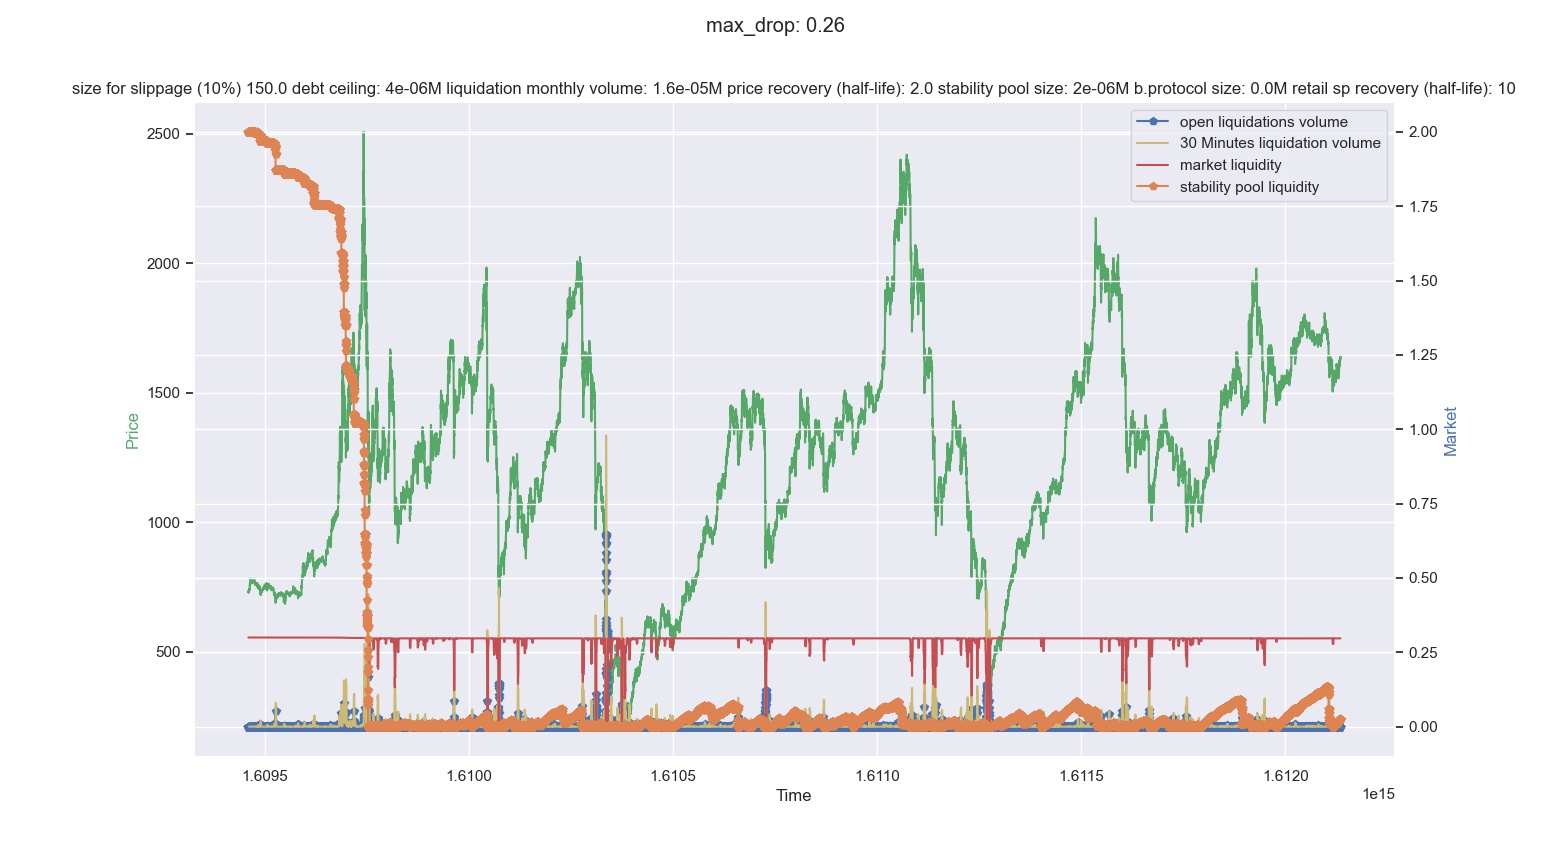 max_drop: 0.26
size for slippage (10%) 150.0 debt ceiling: 4e-06M liquidation monthly volume: 1.6e-05M price recovery (half-life): 2.0 stability pool size: 2e-06M b.protocol size: 0.0M retail sp recovery (half-life): 10
open liquidations volume
30 Minutes liquidation volume
market liquidity
stability pool liquidity
2500
2000
1500
1000
500
Price
2.00
1.75
1.50
1.25
1.00
0.75
0.50
0.25
0.00
Market
1.6095 1.6100 1.6105 1.6110 1.6115 1.6120
Time
1e15